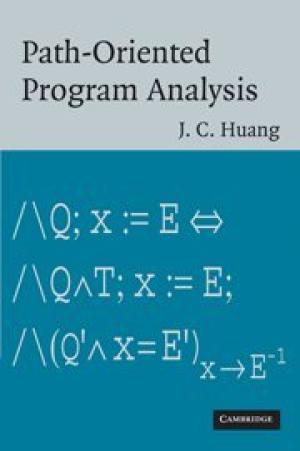 Path-Oriented
Program Analysis
J. C. Huang
/\Q; x := E ⇔
/\Q∧T; x := E;
/\(Q'∧ x=E')x→E-1
CAMBRIDGE